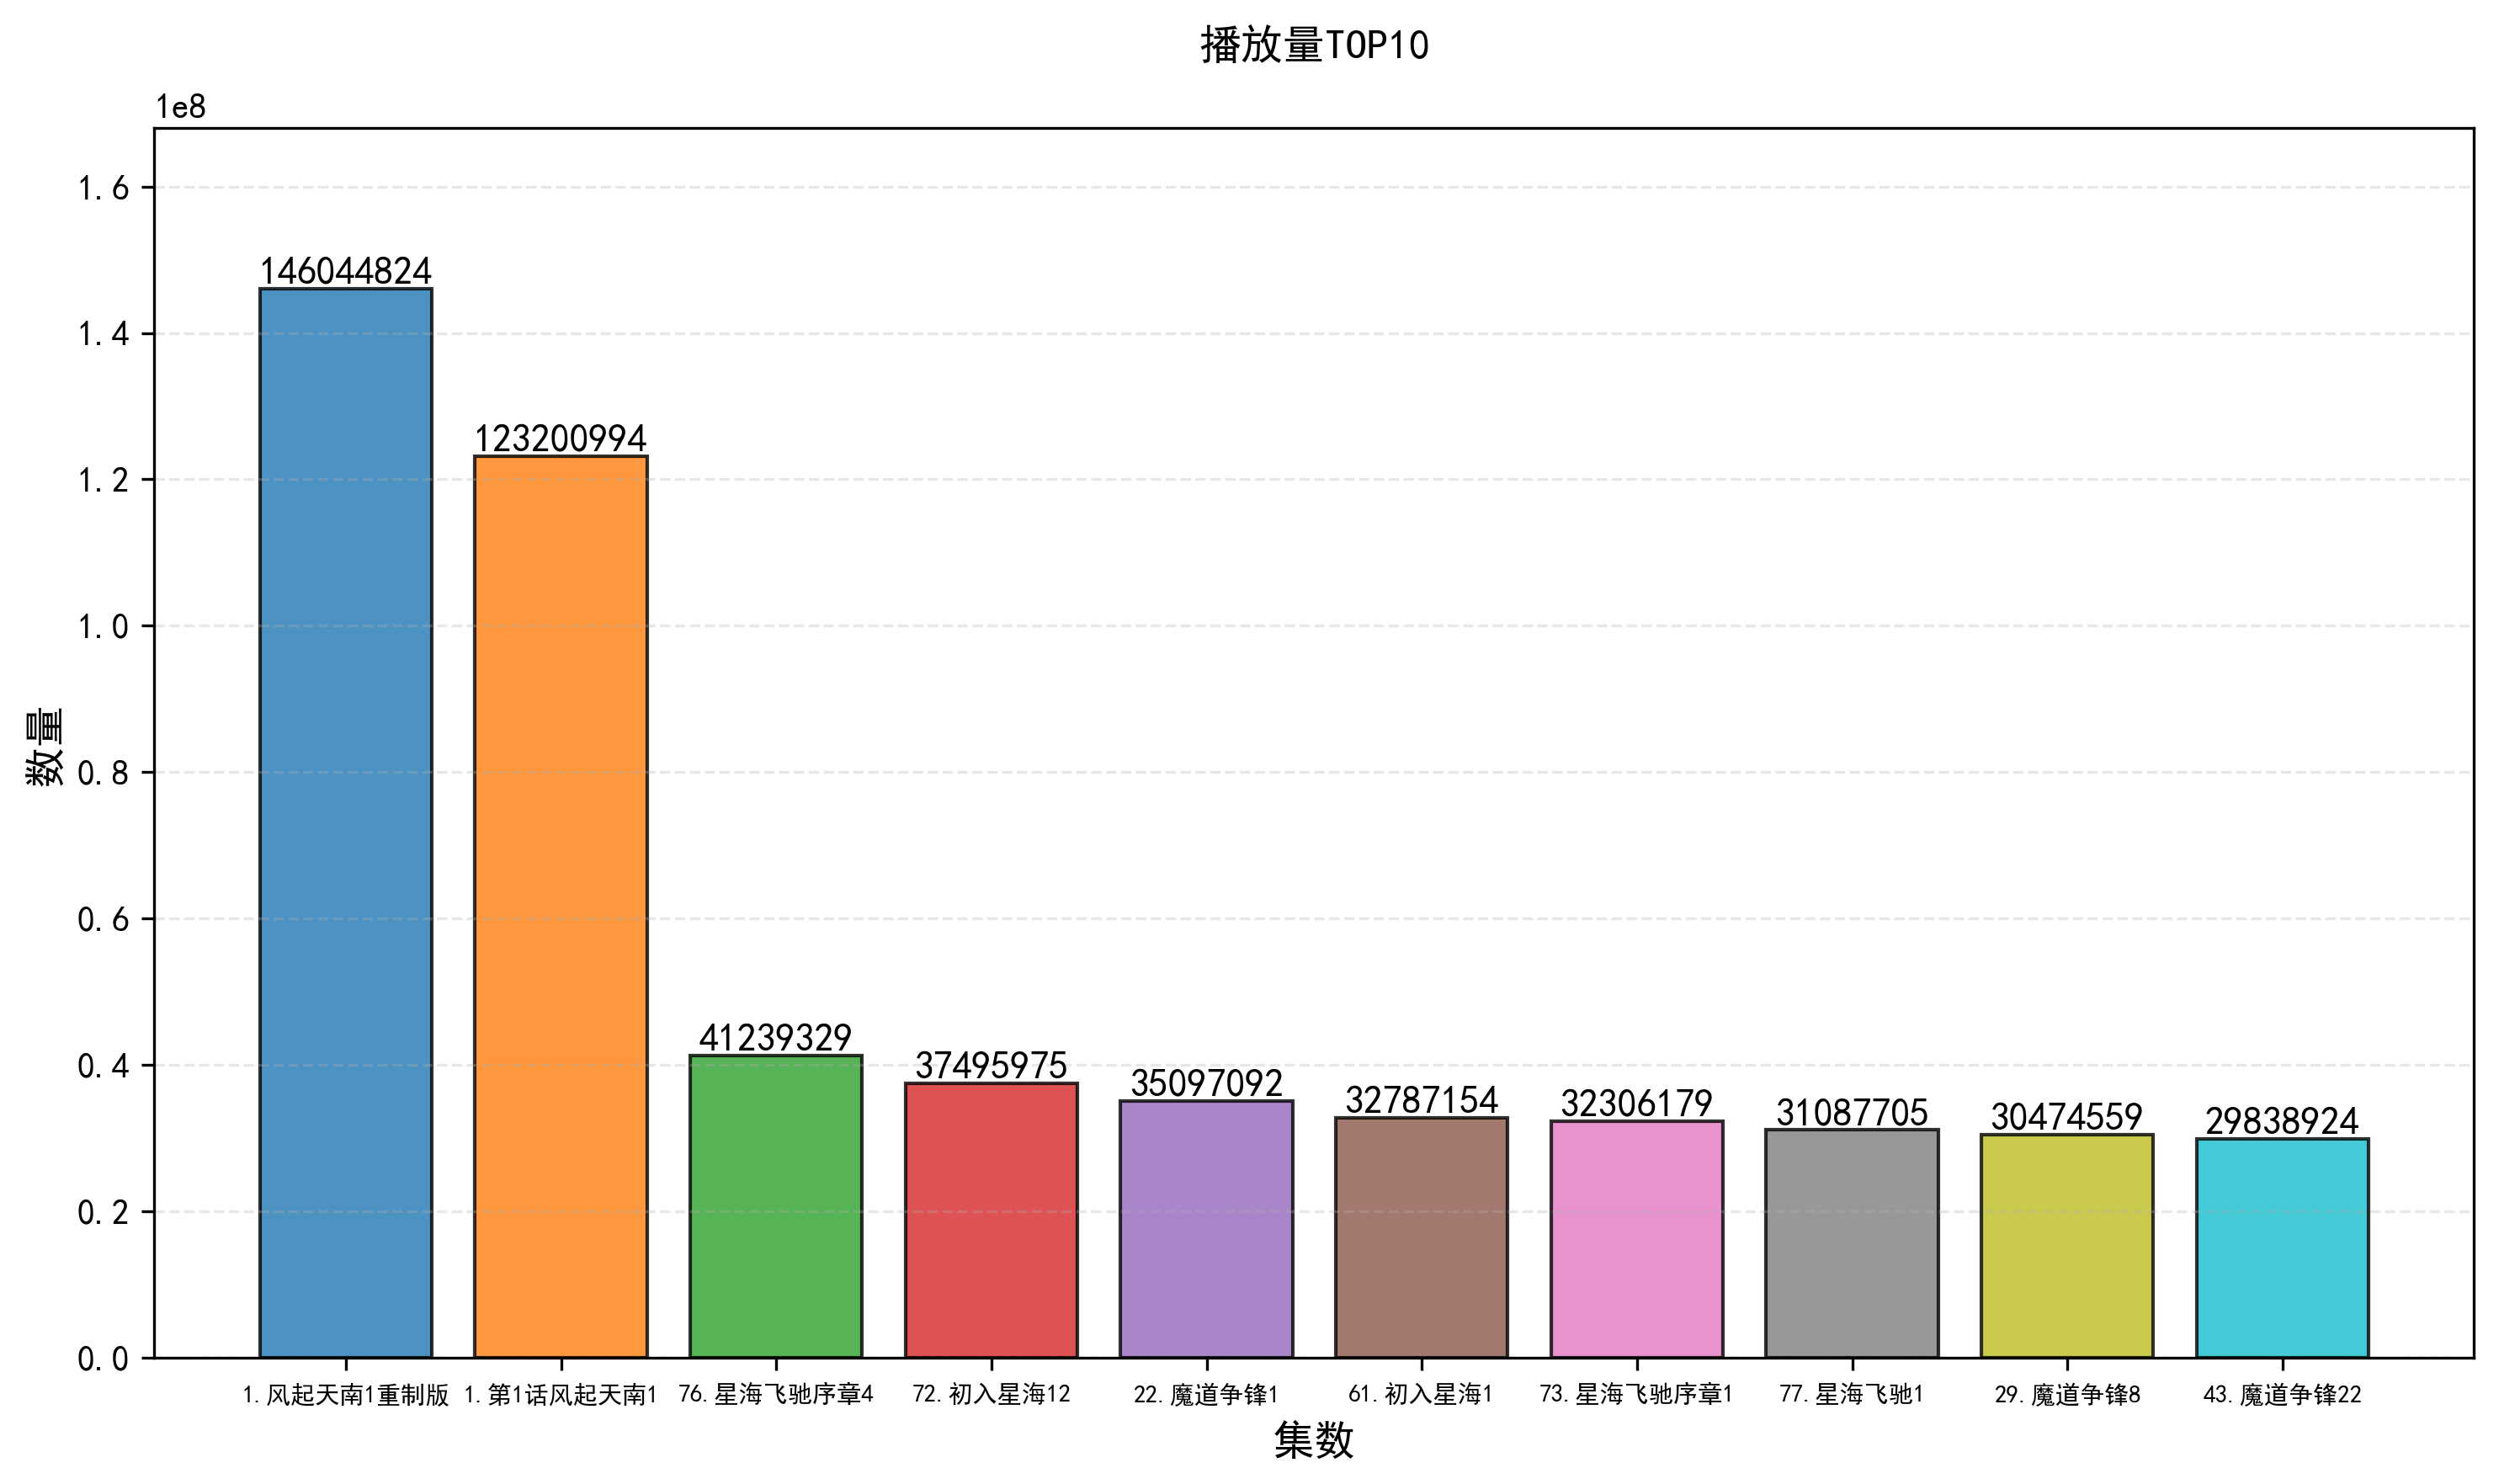 播放量TOP10
1e8
1.6
1.4
1.2
1.0
0.8
0.6
0.4
0.2
0.0
数量
146044824
123200994
41239329
37495975
35097092
32787154
32306179
31087705
30474559
29838924
1.风起天南1重制版
1.第1话风起天南1
76.星海飞驰序章4
72.初入星海12
22.魔道争锋1
61.初入星海1
73.星海飞驰序章1
77.星海飞驰1
29.魔道争锋8
43.魔道争锋22
集数